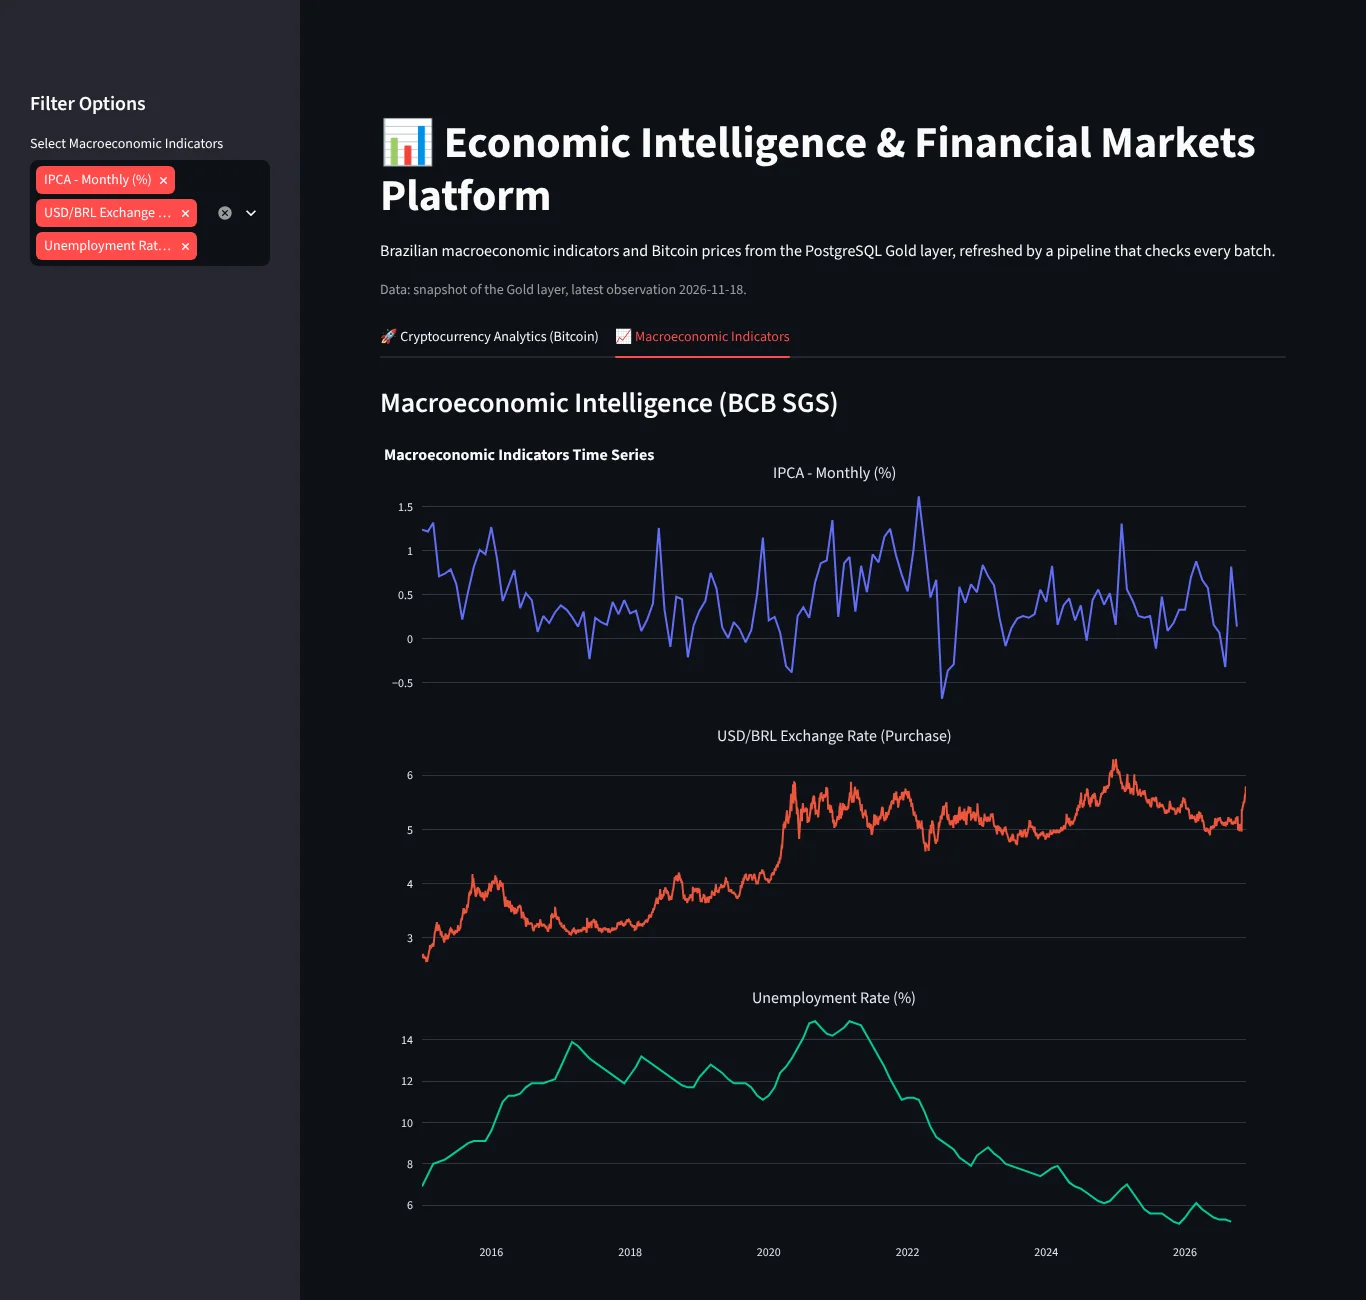 Filter Options
Select Macroeconomic Indicators
IPCA - Monthly (%)
USD/BRL Exchange ...
Unemployment Rat...
Economic Intelligence & Financial Markets
Platform
Brazilian macroeconomic indicators and Bitcoin prices from the PostgreSQL Gold layer, refreshed by a pipeline that checks every batch.
Data: snapshot of the Gold layer, latest observation 2026-11-18.
Cryptocurrency Analytics (Bitcoin) Macroeconomic Indicators
Macroeconomic Intelligence (BCB SGS)
Macroeconomic Indicators Time Series
IPCA - Monthly (%)
1.5
1
0.5
0
−0.5
USD/BRL Exchange Rate (Purchase)
6
5
4
3
Unemployment Rate (%)
14
12
10
8
6
2016 2018 2020 2022 2024 2026